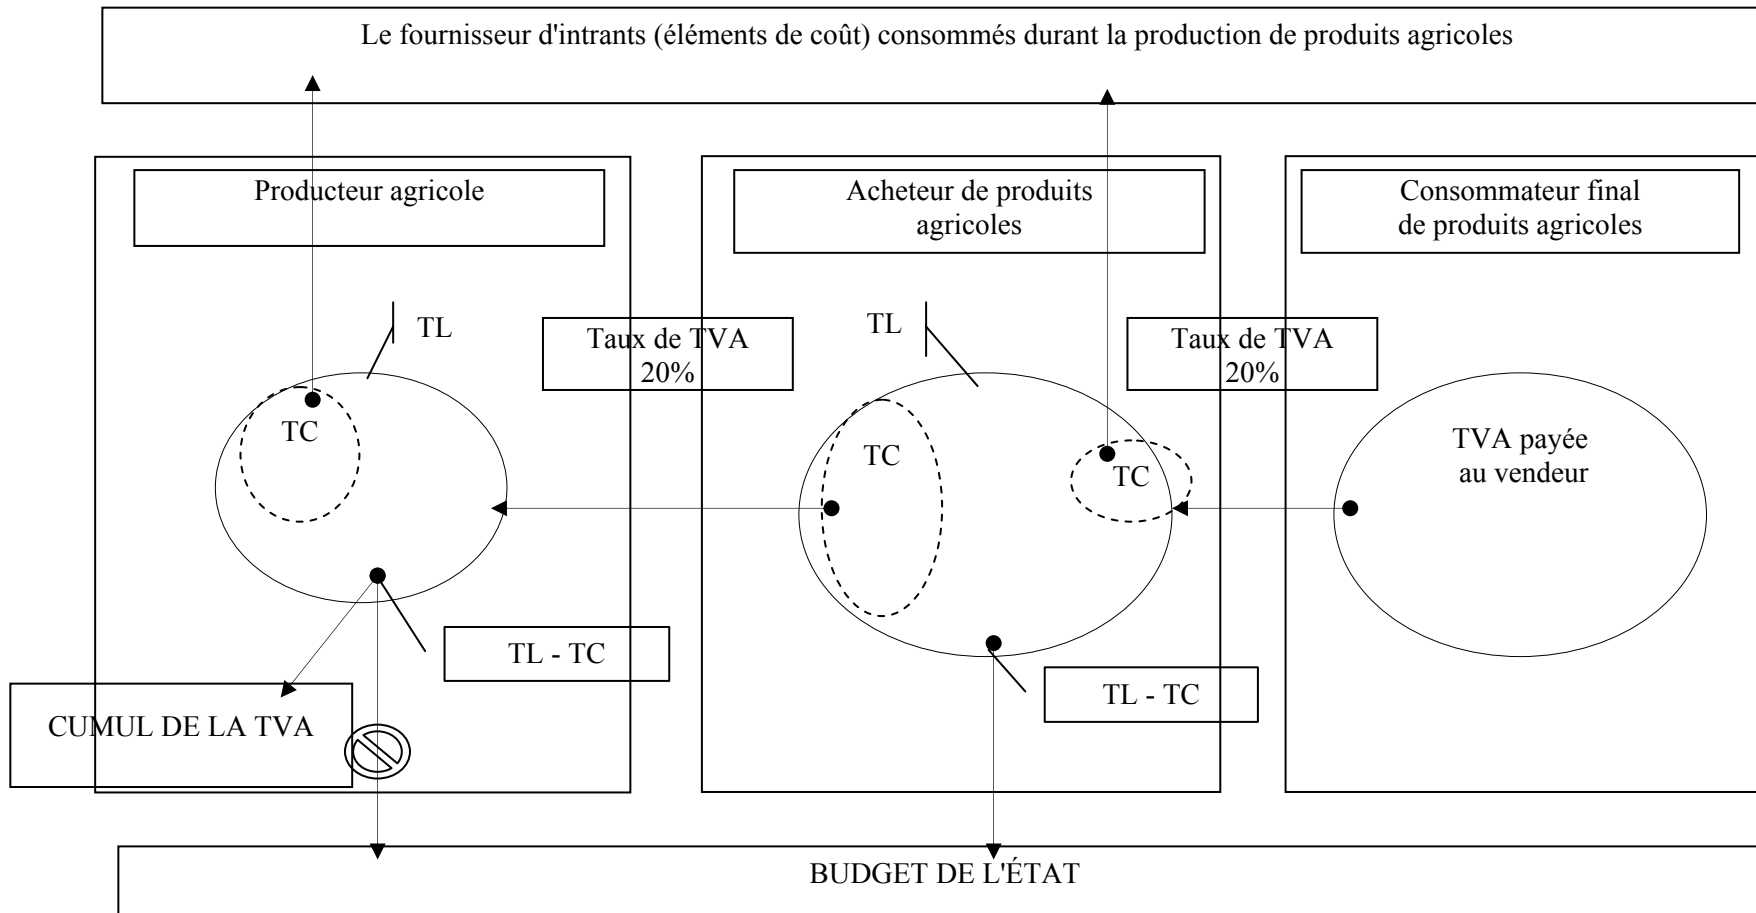 Le fournisseur d'intrants (éléments de coût) consommés durant la production de produits agricoles
Producteur agricole
Acheteur de produits
agricoles
Consommateur final
de produits agricoles
TL
Taux de TVA
20%
TL
Taux de TVA
20%
TC
TC
TC
TVA payée
au vendeur
TL - TC
TL - TC
CUMUL DE LA TVA
BUDGET DE L'ÉTAT